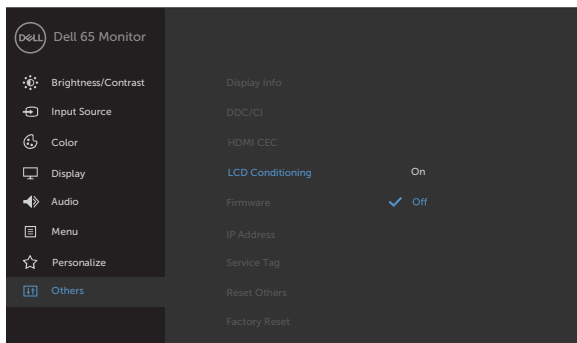 DELL Dell 65 Monitor
Brightness/Contrast
Input Source
Color
Display
Audio
Menu
Personalize
Others
Display Info
DDC/CI
HDMI CEC
LCD Conditioning On
Firmware Off
IP Address
Service Tag
Reset Others
Factory Reset